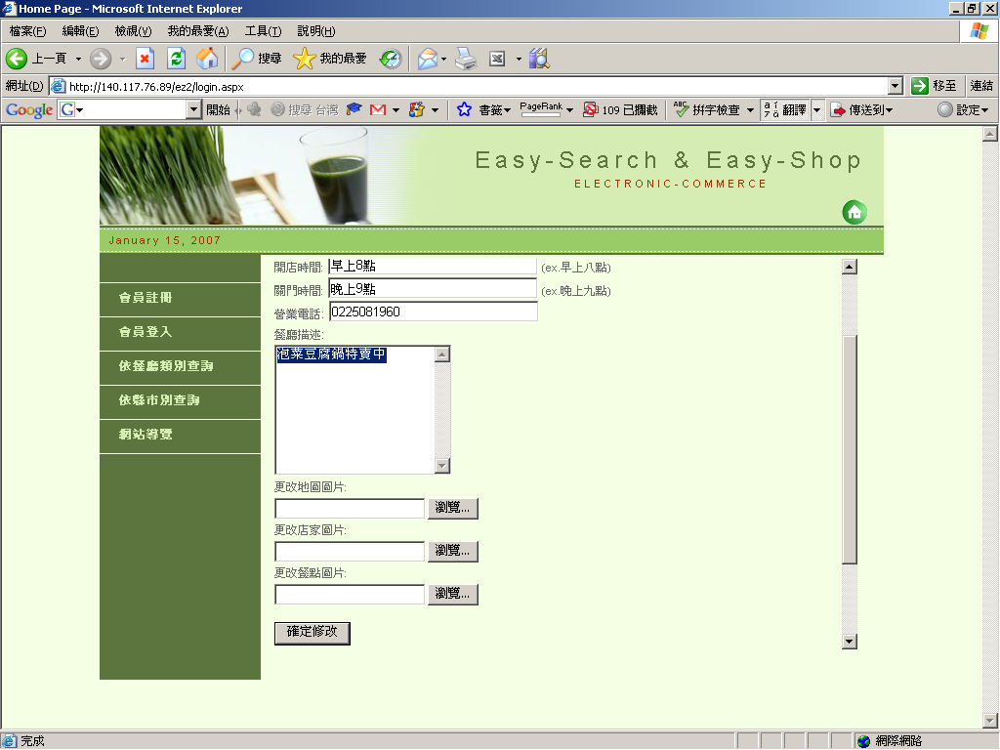 Home Page - Microsoft Internet Explorer
檔案(F) 編輯(E) 檢視(V) 我的最愛(A) 工具(T) 說明(H)
上一頁 搜尋 我的最愛
網址(D) http://140.117.76.89/ez2/login.aspx 移至 連結
Google G 開始 搜尋 台灣 書籤 PageRank 109 已攔截 ABC 拼字檢查 翻譯 傳送到 設定
Easy-Search & Easy-Shop
ELECTRONIC-COMMERCE
January 15, 2007
會員註冊
會員登入
依餐廳類別查詢
依縣市別查詢
網站導覽
開店時間: 早上8點 (ex.早上八點)
關門時間: 晚上9點 (ex.晚上九點)
營業電話: 0225081960
餐廳描述:
泡菜豆腐鍋特賣中
更改地圖圖片:
瀏覽...
更改店家圖片:
瀏覽...
更改餐點圖片:
瀏覽...
確定修改
完成 網際網路